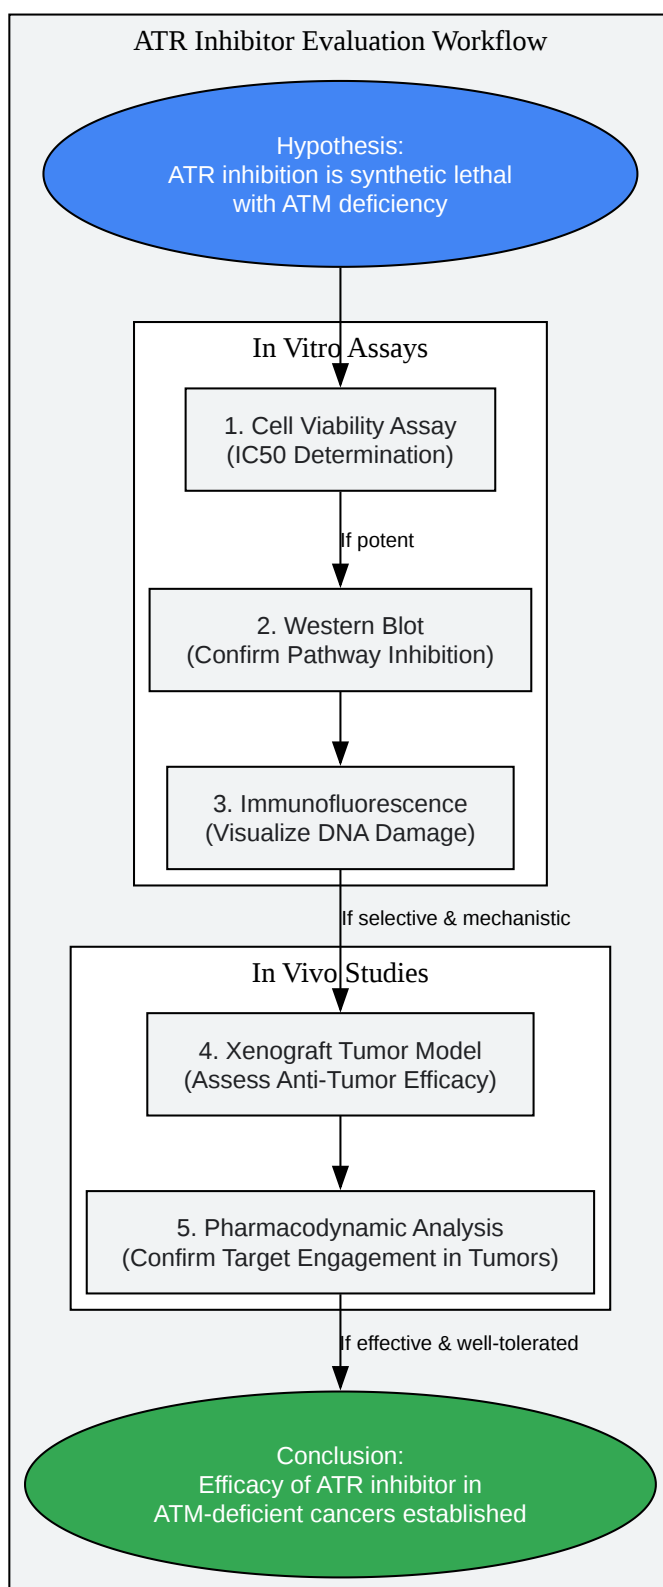 ATR Inhibitor Evaluation Workflow
Hypothesis:
ATR inhibition is synthetic lethal
with ATM deficiency
In Vitro Assays
1. Cell Viability Assay
(IC50 Determination)
If potent
2. Western Blot
(Confirm Pathway Inhibition)
3. Immunofluorescence
(Visualize DNA Damage)
If selective & mechanistic
In Vivo Studies
4. Xenograft Tumor Model
(Assess Anti-Tumor Efficacy)
5. Pharmacodynamic Analysis
(Confirm Target Engagement in Tumors)
If effective & well-tolerated
Conclusion:
Efficacy of ATR inhibitor in
ATM-deficient cancers established